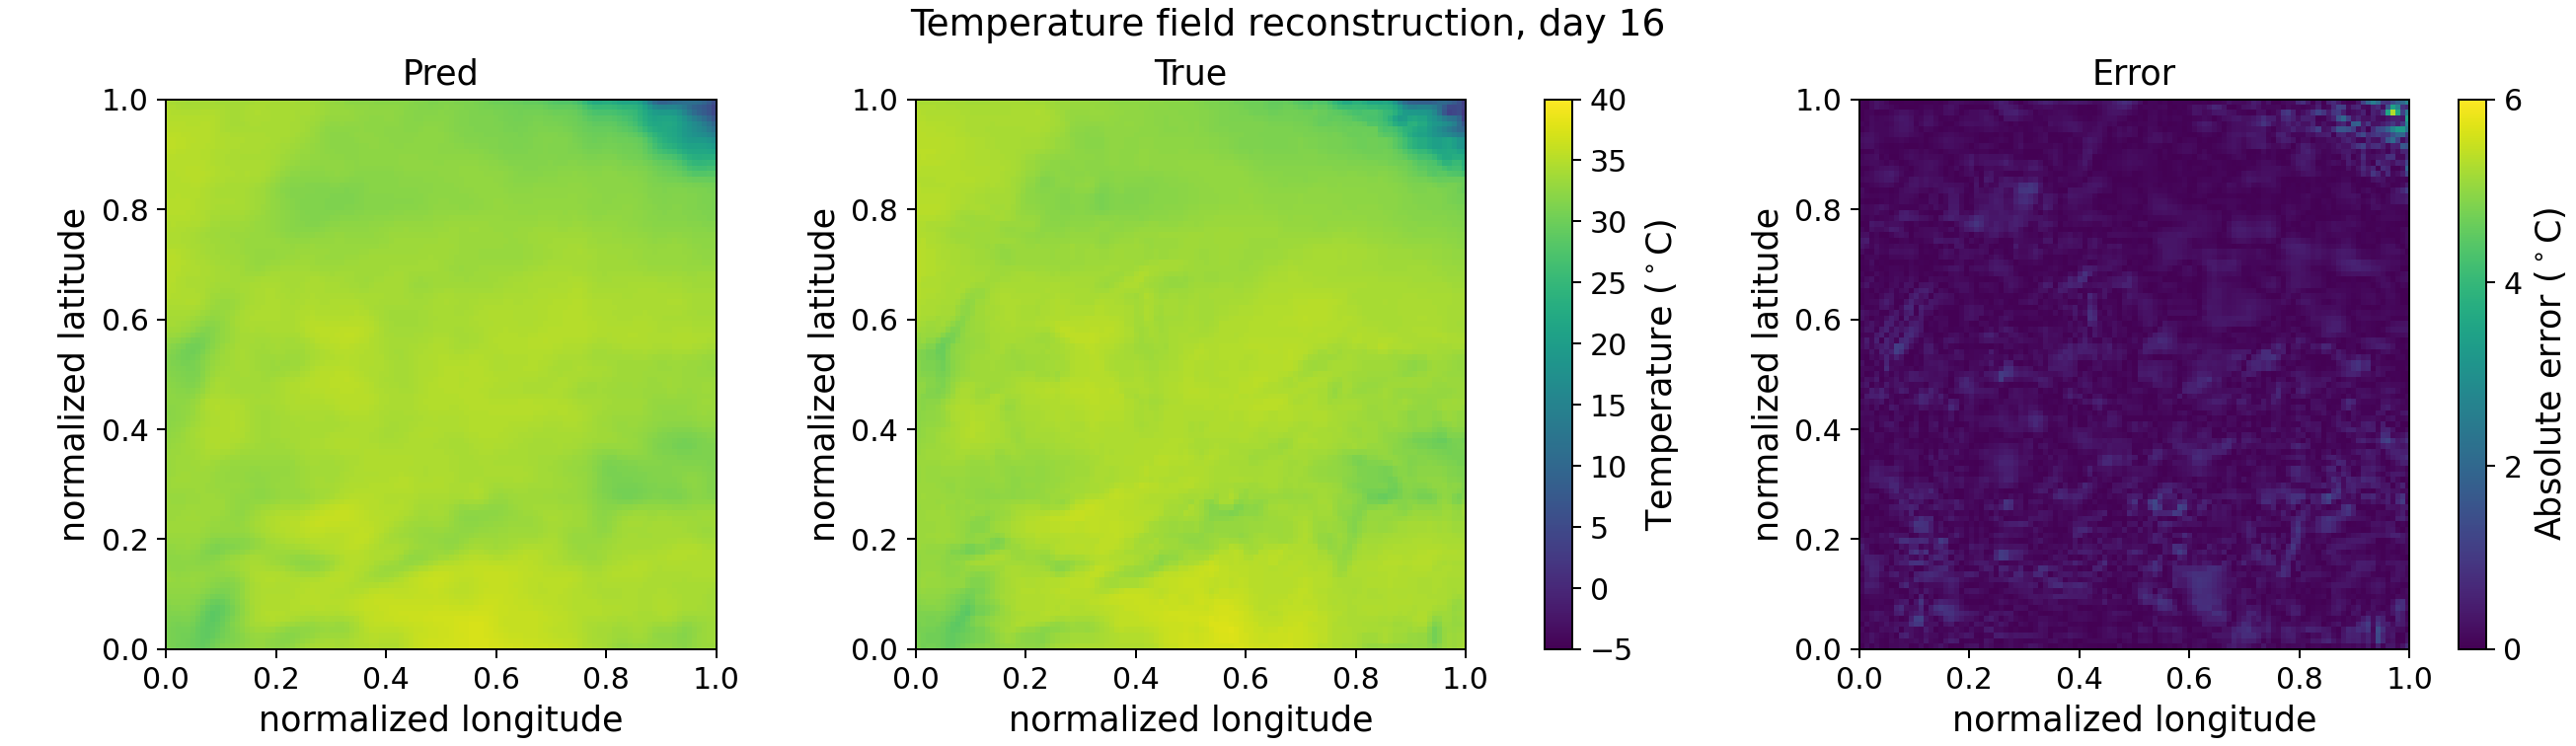 Temperature field reconstruction, day 16
Pred
1.0
0.8
0.6
0.4
0.2
0.0
0.0 0.2 0.4 0.6 0.8 1.0
normalized longitude
normalized latitude
True
1.0
0.8
0.6
0.4
0.2
0.0
0.0 0.2 0.4 0.6 0.8 1.0
normalized longitude
normalized latitude
40
35
30
25
20
15
10
5
0
−5
Temperature (°C)
Error
1.0
0.8
0.6
0.4
0.2
0.0
0.0 0.2 0.4 0.6 0.8 1.0
normalized longitude
normalized latitude
6
4
2
0
Absolute error (°C)